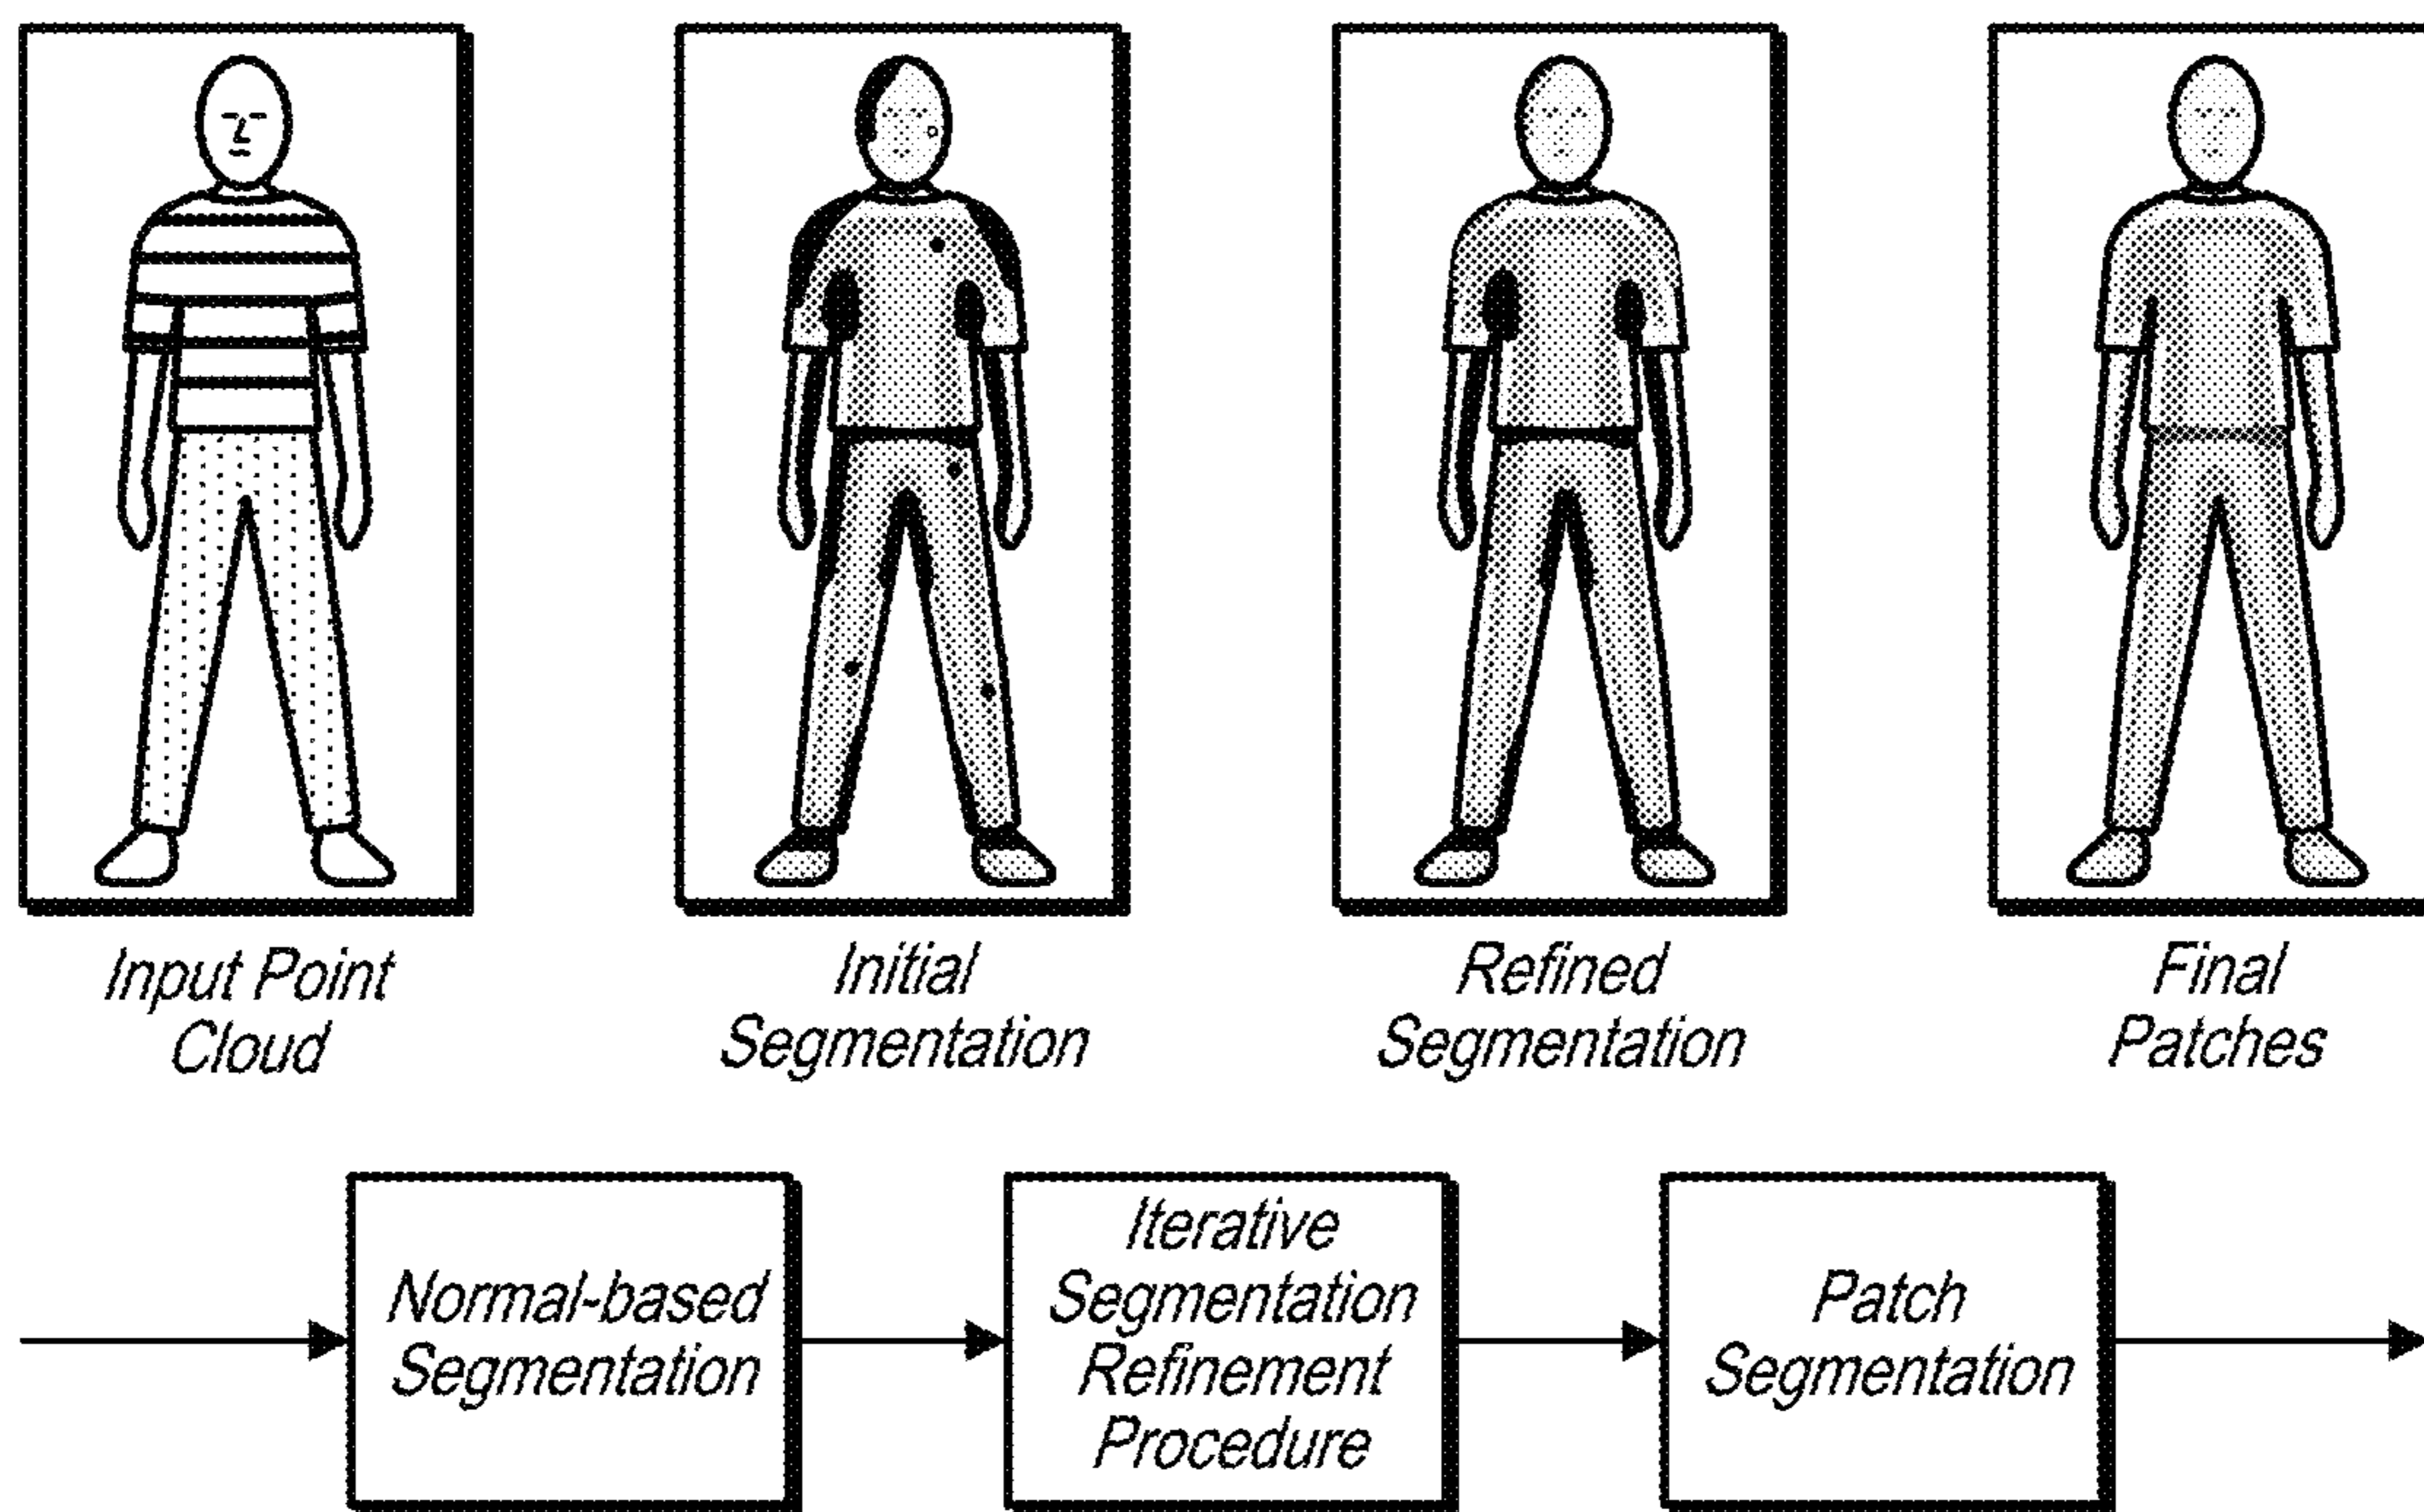 Input Point
Cloud
Initial
Segmentation
Refined
Segmentation
Final
Patches
Normal-based
Segmentation
Iterative
Segmentation
Refinement
Procedure
Patch
Segmentation